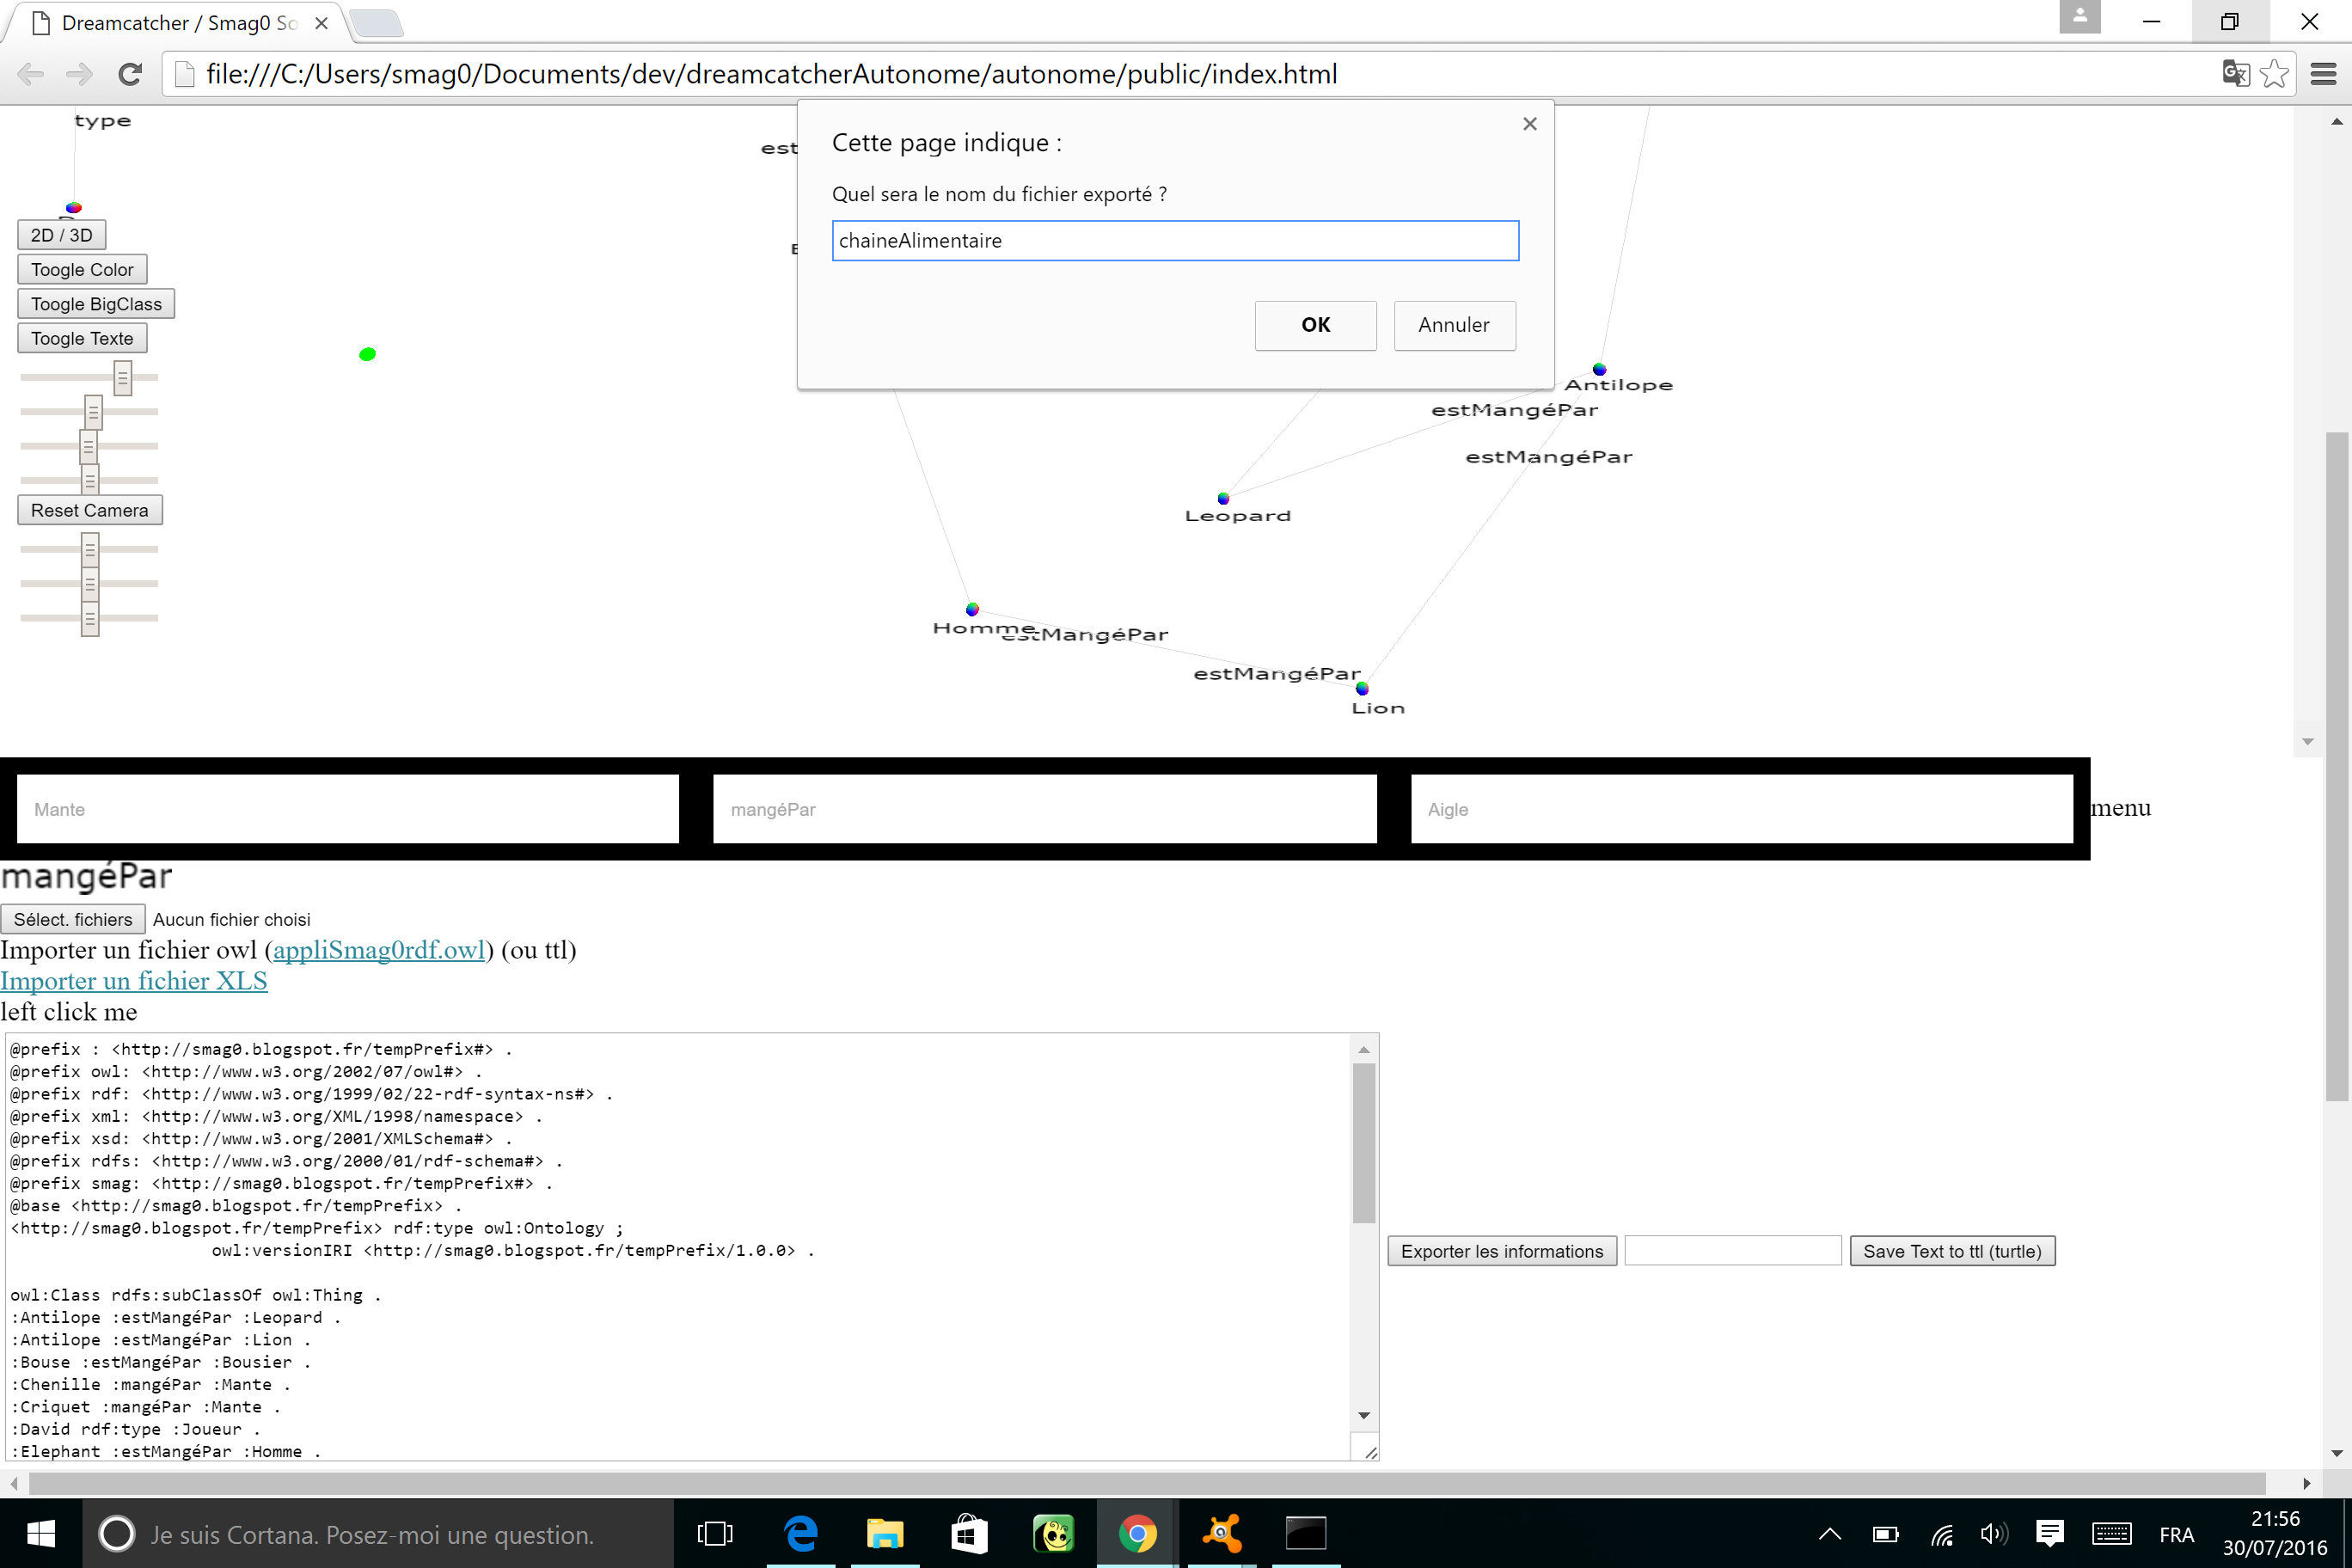 Dreamcatcher / Smag0 So
file:///C:/Users/smag0/Documents/dev/dreamcatcherAutonome/autonome/public/index.html
type
est
Cette page indique :
Quel sera le nom du fichier exporté ?
chaineAlimentaire
OK
Annuler
2D / 3D
Toogle Color
Toogle BigClass
Toogle Texte
Reset Camera
Antilope
estMangéPar
estMangéPar
Leopard
Homme
estMangéPar
estMangéPar
Lion
Mante
mangéPar
Aigle
menu
mangéPar
Sélect. fichiers Aucun fichier choisi
Importer un fichier owl (appliSmag0rdf.owl) (ou ttl)
Importer un fichier XLS
left click me
@prefix : <http://smag0.blogspot.fr/tempPrefix#> .
@prefix owl: <http://www.w3.org/2002/07/owl#> .
@prefix rdf: <http://www.w3.org/1999/02/22-rdf-syntax-ns#> .
@prefix xml: <http://www.w3.org/XML/1998/namespace> .
@prefix xsd: <http://www.w3.org/2001/XMLSchema#> .
@prefix rdfs: <http://www.w3.org/2000/01/rdf-schema#> .
@prefix smag: <http://smag0.blogspot.fr/tempPrefix#> .
@base <http://smag0.blogspot.fr/tempPrefix> .
<http://smag0.blogspot.fr/tempPrefix> rdf:type owl:Ontology ;
owl:versionIRI <http://smag0.blogspot.fr/tempPrefix/1.0.0> .
owl:Class rdfs:subClassOf owl:Thing .
:Antilope :estMangéPar :Leopard .
:Antilope :estMangéPar :Lion .
:Bouse :estMangéPar :Bousier .
:Chenille :mangéPar :Mante .
:Criquet :mangéPar :Mante .
:David rdf:type :Joueur .
:Elephant :estMangéPar :Homme .
Exporter les informations
Save Text to ttl (turtle)
Je suis Cortana. Posez-moi une question.
FRA
21:56
30/07/2016